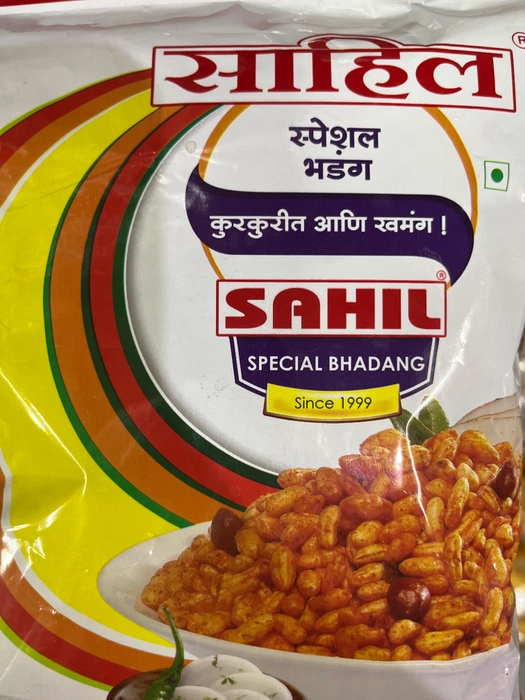 साहिल
®
स्पेशल
भडंग
कुरकुरीत आणि खमंग !
SAHIL®
SPECIAL BHADANG
Since 1999